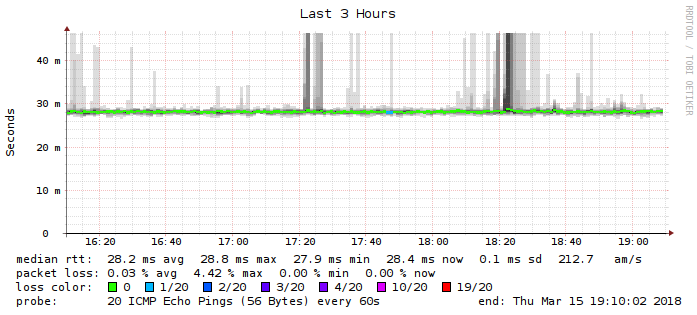 Last 3 Hours
RRDTOOL / TOBI OETIKER
Seconds
40 m
30 m
20 m
10 m
0
16:20 16:40 17:00 17:20 17:40 18:00 18:20 18:40 19:00
median rtt: 28.2 ms avg 28.8 ms max 27.9 ms min 28.4 ms now 0.1 ms sd 212.7 am/s
packet loss: 0.03 % avg 4.42 % max 0.00 % min 0.00 % now
loss color: 0 1/20 2/20 3/20 4/20 10/20 19/20
probe: 20 ICMP Echo Pings (56 Bytes) every 60s end: Thu Mar 15 19:10:02 2018